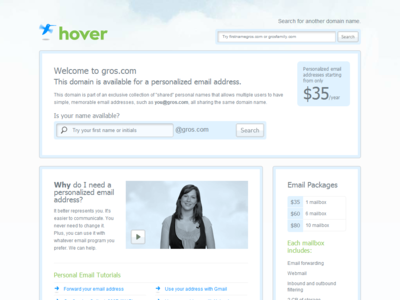 Search for another domain name.
hover
Try firstnamegros.com or grosfamily.com
Search
Welcome to gros.com
This domain is available for a personalized email address.
This domain is part of an exclusive collection of "shared" personal names that allows multiple users to have
simple, memorable email addresses, such as you@gros.com, all sharing the same domain name.
Is your name available?
Try your first name or initials
@gros.com
Search
Personalized email
addresses starting
from only
$35/year
Why do I need a
personalized email
address?
It better represents you. It's
easier to communicate. You
never need to change it.
Plus, you can use it with
whatever email program you
prefer. We can help.
Personal Email Tutorials
Forward your email address
Use your address with Gmail
Email Packages
$35 1 mailbox
$60 5 mailbox
$80 10 mailbox
Each mailbox
includes:
Email forwarding
Webmail
Inbound and outbound
filtering